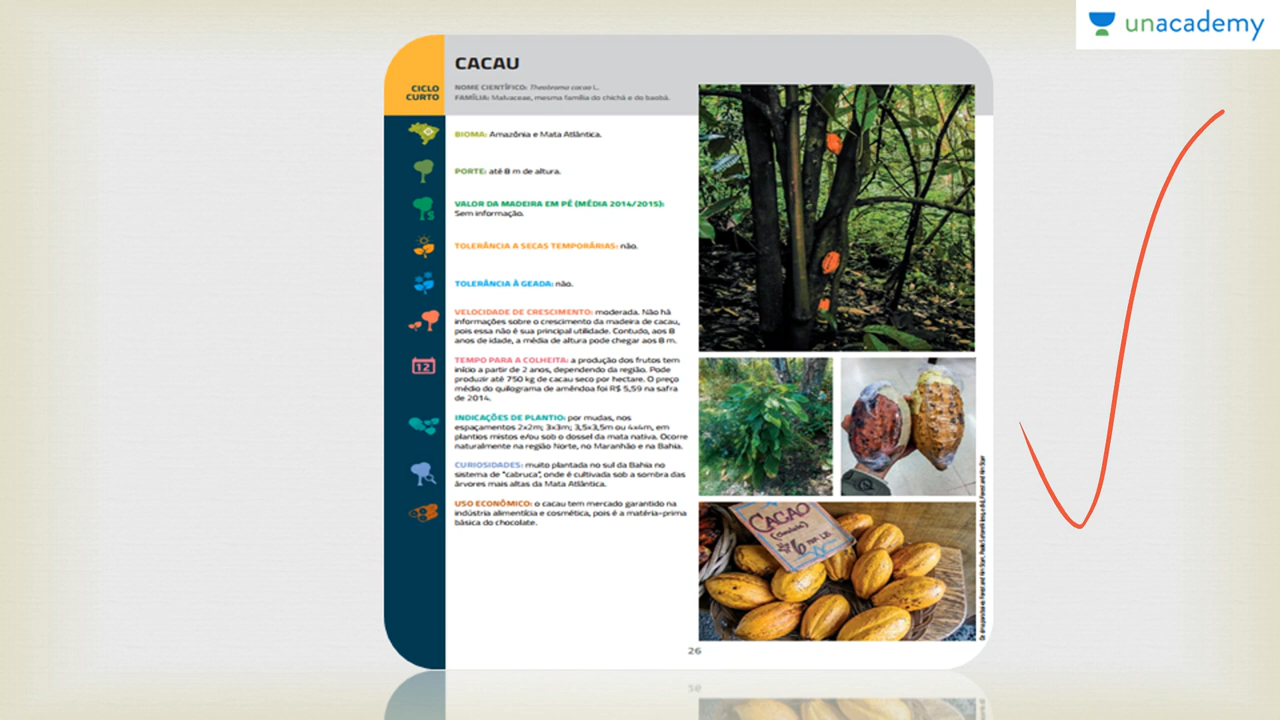 unacademy
CACAU
CICLO
CURTO
NOME CIENTÍFICO: Theobroma cacao L.
FAMÍLIA: Malvaceae, mesma família do chichá e do baobá.
BIOMA: Amazônia e Mata Atlântica.
PORTE: até 8 m de altura.
VALOR DA MADEIRA EM PÉ (MÉDIA 2014/2015):
Sem informação.
TOLERÂNCIA A SECAS TEMPORÁRIAS: não.
TOLERÂNCIA À GEADA: não.
VELOCIDADE DE CRESCIMENTO: moderada. Não há
informações sobre o crescimento da madeira de cacau,
pois essa não é sua principal utilidade. Contudo, aos 8
anos de idade, a média de altura pode chegar aos 8 m.
12
TEMPO PARA A COLHEITA: a produção dos frutos tem
início a partir de 2 anos, dependendo da região. Pode
produzir até 750 kg de cacau seco por hectare. O preço
médio do quilograma de amêndoa foi R$ 5,59 na safra
de 2014.
INDICAÇÕES DE PLANTIO: por mudas, nos
espaçamentos 2x2m; 3x3m; 3,5x3,5m ou 4x4m, em
plantios mistos e/ou sob o dossel da mata nativa. Ocorre
naturalmente na região Norte, no Maranhão e na Bahia.
CURIOSIDADES: muito plantada no sul da Bahia no
sistema de “cabruca”, onde é cultivada sob a sombra das
árvores mais altas da Mata Atlântica.
USO ECONÔMICO: o cacau tem mercado garantido na
indústria alimentícia e cosmética, pois é a matéria-prima
básica do chocolate.
CACAO
6
26